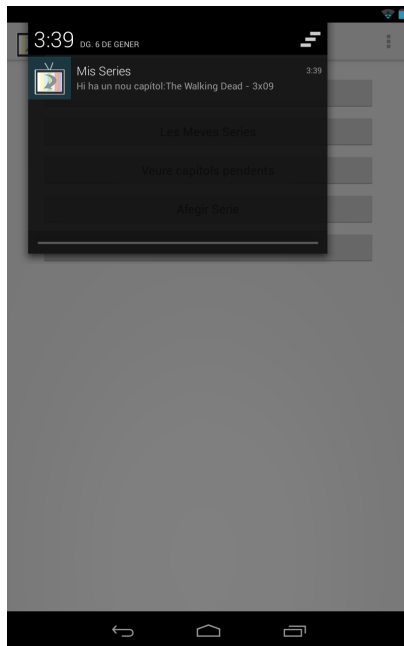 3:39 DG. 6 DE GENER
Mis Series 3:39
Hi ha un nou capítol:The Walking Dead - 3x09
Les Meves Series
Veure capitols pendents
Afegir Serie